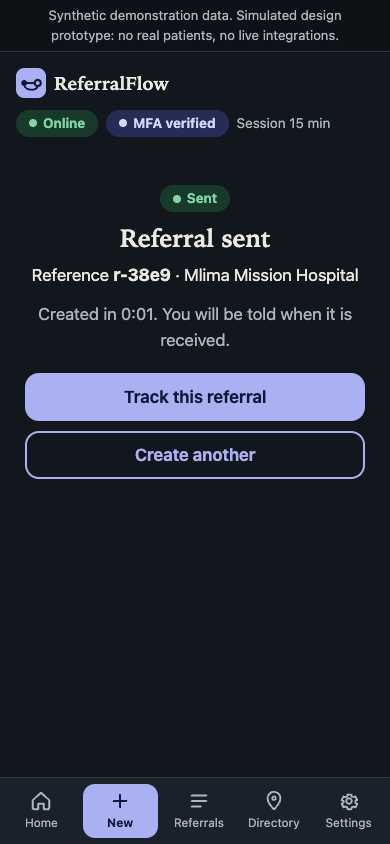 Synthetic demonstration data. Simulated design
prototype: no real patients, no live integrations.
ReferralFlow
Online
MFA verified
Session 15 min
Sent
Referral sent
Reference r-38e9 · Mlima Mission Hospital
Created in 0:01. You will be told when it is
received.
Track this referral
Create another
Home
New
Referrals
Directory
Settings